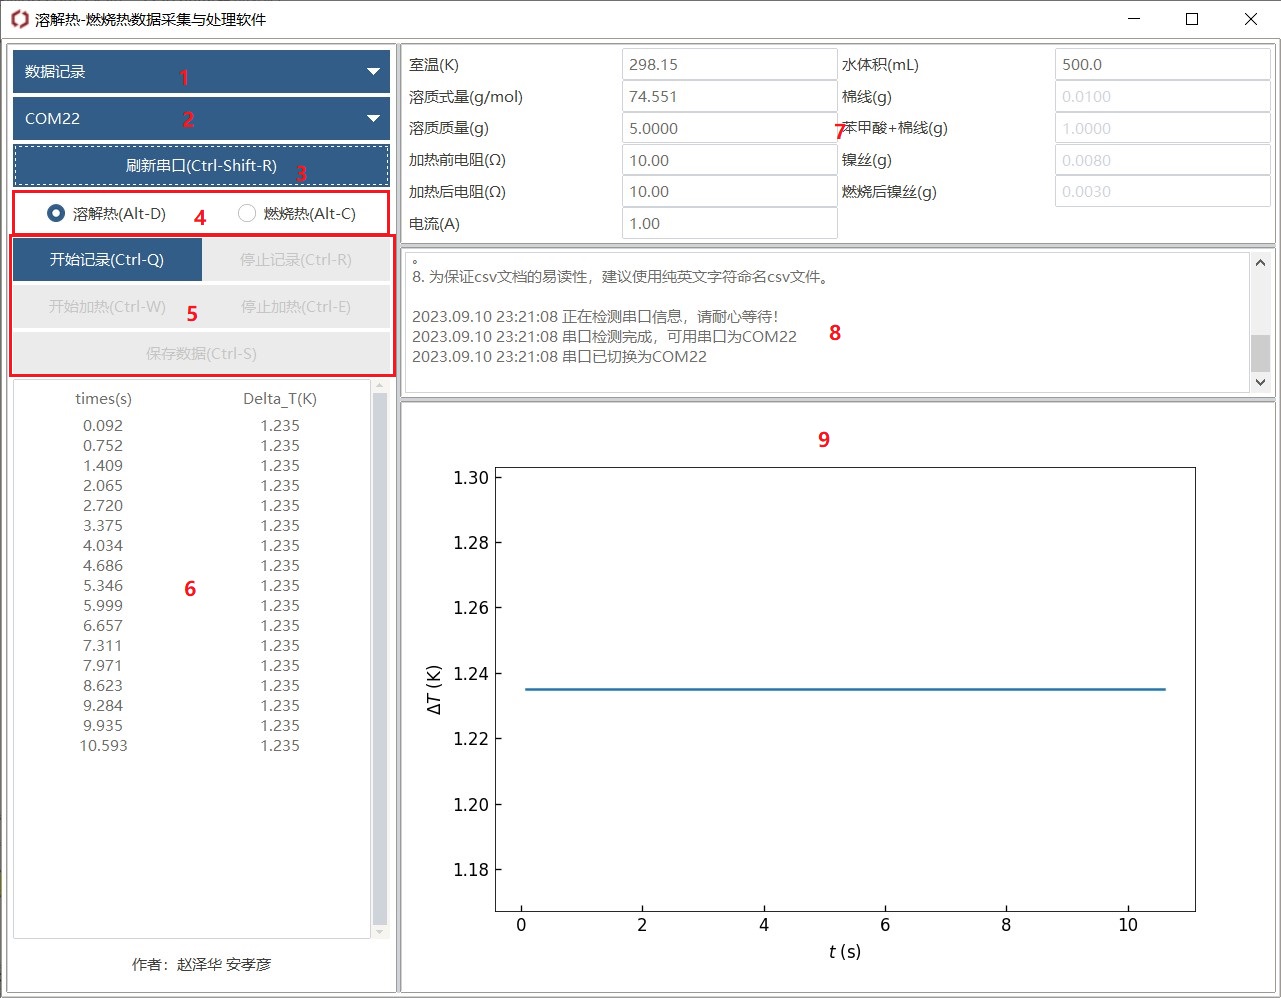 溶解热-燃烧热数据采集与处理软件
数据记录
1
COM22
2
刷新串口(Ctrl-Shift-R)
3
溶解热(Alt-D)
4
燃烧热(Alt-C)
开始记录(Ctrl-Q)
停止记录(Ctrl-R)
开始加热(Ctrl-W)
5
停止加热(Ctrl-E)
保存数据(Ctrl-S)
times(s) Delta_T(K)
0.092 1.235
0.752 1.235
1.409 1.235
2.065 1.235
2.720 1.235
3.375 1.235
4.034 1.235
4.686 1.235
5.346 1.235
5.999 1.235
6.657 1.235
7.311 1.235
7.971 1.235
8.623 1.235
9.284 1.235
9.935 1.235
10.593 1.235
6
作者：赵泽华 安孝彦
室温(K) 298.15 水体积(mL) 500.0
溶质式量(g/mol) 74.551 棉线(g) 0.0100
溶质质量(g) 5.0000 苯甲酸+棉线(g) 1.0000
7
加热前电阻(Ω) 10.00 镍丝(g) 0.0080
加热后电阻(Ω) 10.00 燃烧后镍丝(g) 0.0030
电流(A) 1.00
。
8. 为保证csv文档的易读性，建议使用纯英文字符命名csv文件。
2023.09.10 23:21:08 正在检测串口信息，请耐心等待！
2023.09.10 23:21:08 串口检测完成，可用串口为COM22
2023.09.10 23:21:08 串口已切换为COM22
8
9
1.30
1.28
1.26
1.24
1.22
1.20
1.18
ΔT (K)
0 2 4 6 8 10
t (s)